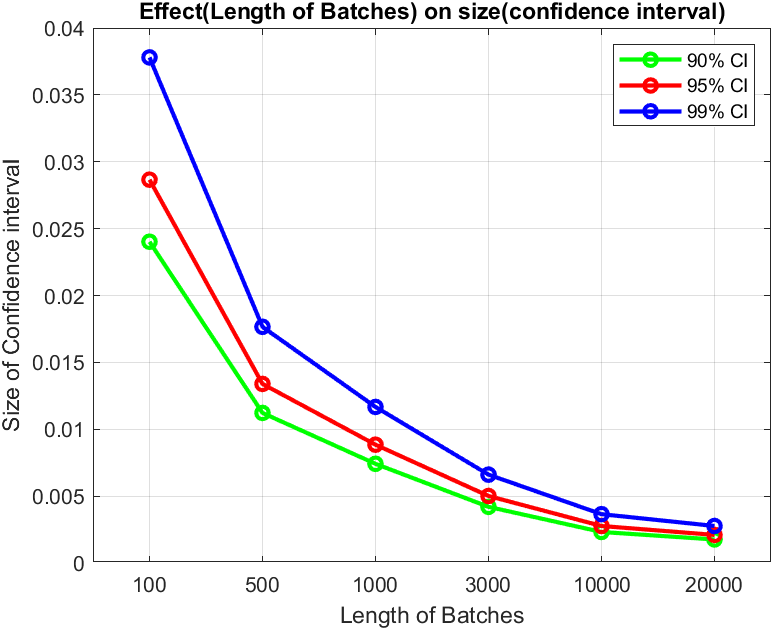 Effect(Length of Batches) on size(confidence interval)
90% CI
95% CI
99% CI
Size of Confidence interval
0.04
0.035
0.03
0.025
0.02
0.015
0.01
0.005
0
100 500 1000 3000 10000 20000
Length of Batches